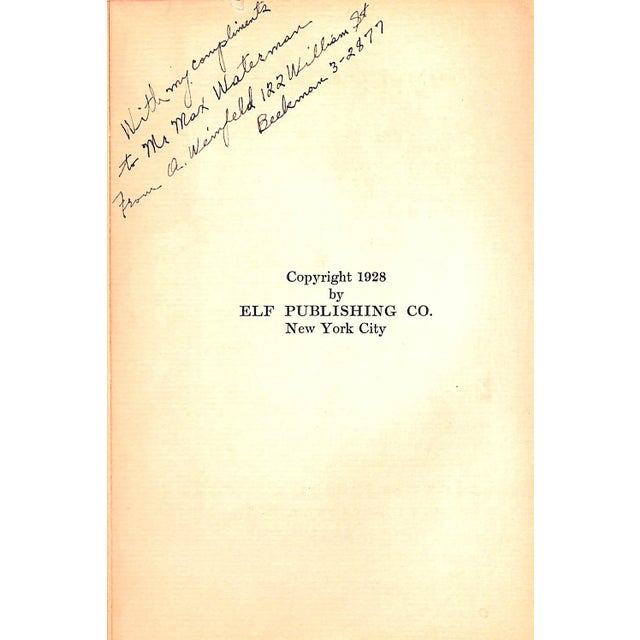 With my compliments
to Mr Max Waterman
From A. Weinfeld 122 William St
Beekman 3-2877
Copyright 1928
by
ELF PUBLISHING CO.
New York City